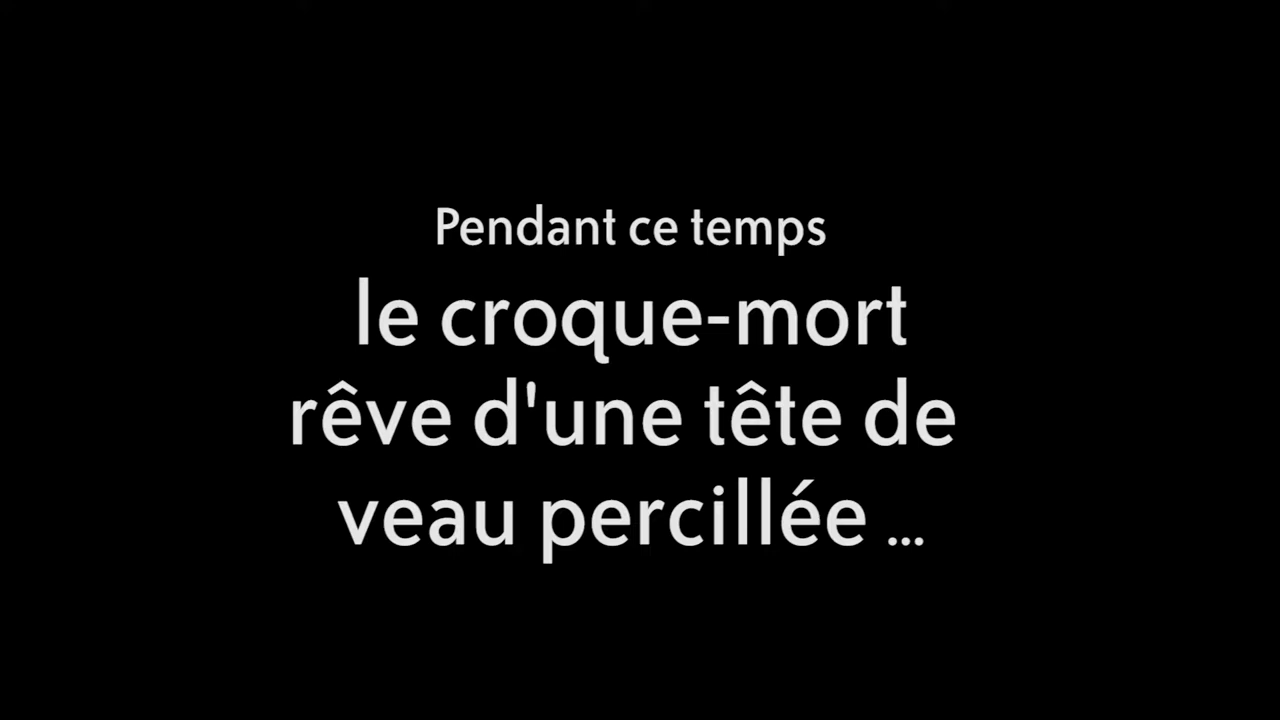 Pendant ce temps
le croque-mort
rêve d'une tête de
veau percillée ...